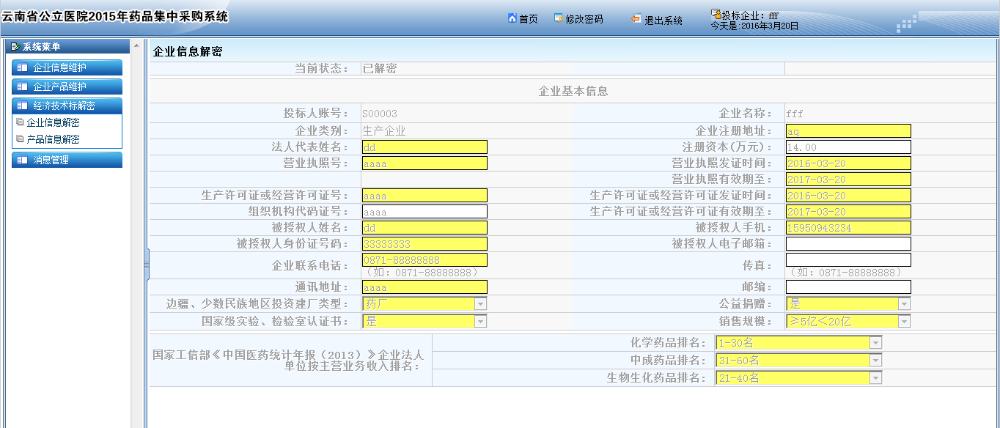 云南省公立医院2015年药品集中采购系统
首页 修改密码 退出系统 投标企业：fff
今天是:2016年3月20日
系统菜单
企业信息维护
企业产品维护
经济技术标解密
企业信息解密
产品信息解密
消息管理
企业信息解密
当前状态： 已解密
企业基本信息
投标人账号： S00003 企业名称： fff
企业类别： 生产企业 企业注册地址： aq
法人代表姓名： dd 注册资本(万元)： 14.00
营业执照号： aaaa 营业执照发证时间： 2016-03-20
营业执照有效期至： 2017-03-20
生产许可证或经营许可证号： aaaa 生产许可证或经营许可证发证时间： 2016-03-20
组织机构代码证号： aaaa 生产许可证或经营许可证有效期至： 2017-03-20
被授权人姓名： dd 被授权人手机： 15950943234
被授权人身份证号码： 33333333 被授权人电子邮箱：
企业联系电话： 0871-88888888 传真：
（如：0871-88888888） （如：0871-88888888）
通讯地址： aaaa 邮编：
边疆、少数民族地区投资建厂类型： 药厂 公益捐赠： 是
国家级实验、检验室认证书： 是 销售规模： ≥5亿＜20亿
国家工信部《中国医药统计年报（2013）》企业法人
单位按主营业务收入排名：
化学药品排名： 1-30名
中成药品排名： 31-60名
生物生化药品排名： 21-40名